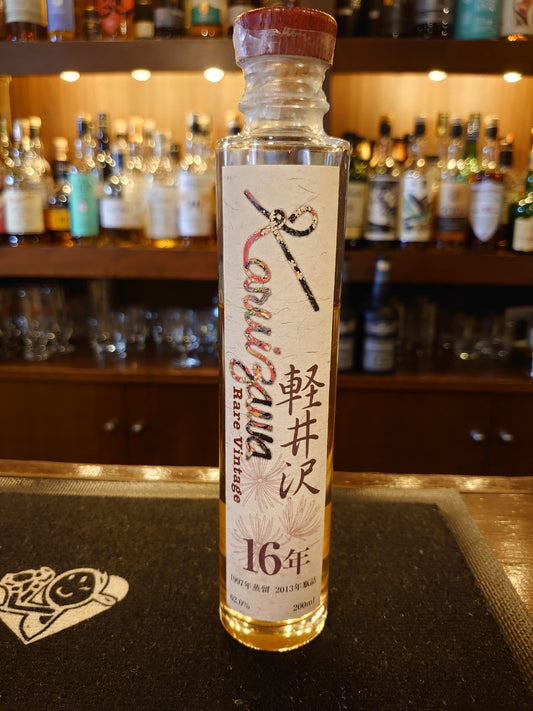 Karuizawa
Rare Vintage
軽井沢
16年
1997年蒸留 2013年瓶詰
62.0% 200ml